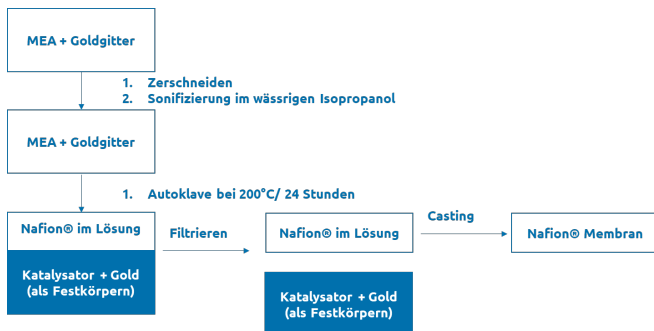 MEA + Goldgitter
1. Zerschneiden
2. Sonifizierung im wässrigen Isopropanol
MEA + Goldgitter
1. Autoklave bei 200°C/ 24 Stunden
Nafion® im Lösung
Filtrieren
Nafion® im Lösung
Casting
Nafion® Membran
Katalysator + Gold
(als Festkörpern)
Katalysator + Gold
(als Festkörpern)